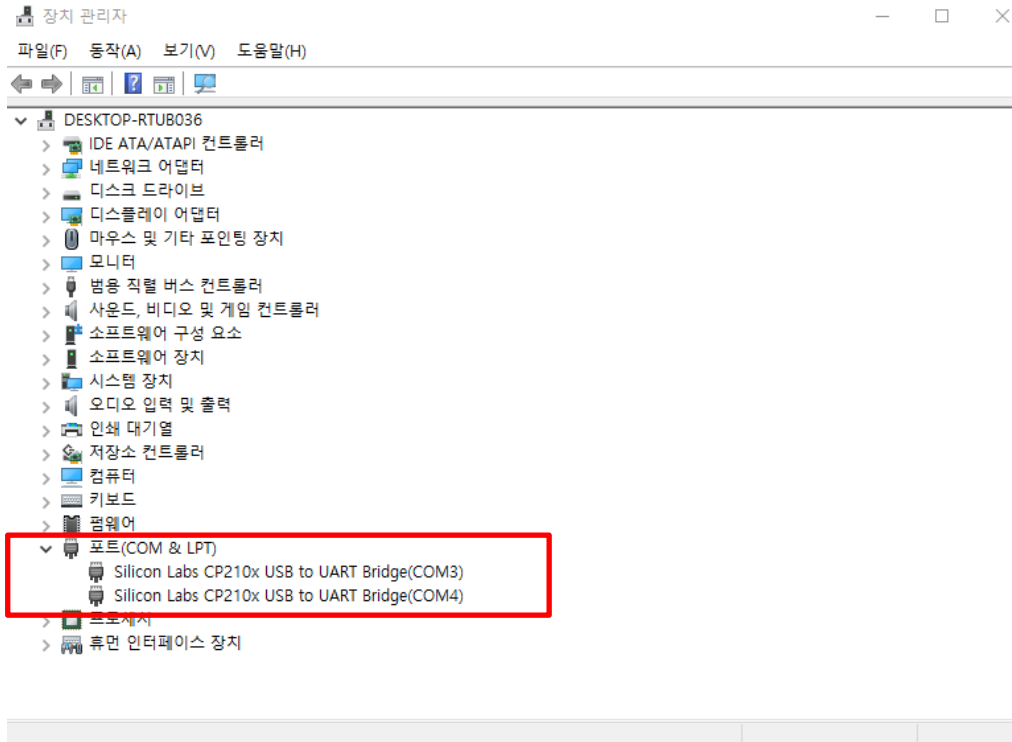 장치 관리자
파일(F) 동작(A) 보기(V) 도움말(H)
DESKTOP-RTUB036
IDE ATA/ATAPI 컨트롤러
네트워크 어댑터
디스크 드라이브
디스플레이 어댑터
마우스 및 기타 포인팅 장치
모니터
범용 직렬 버스 컨트롤러
사운드, 비디오 및 게임 컨트롤러
소프트웨어 구성 요소
소프트웨어 장치
시스템 장치
오디오 입력 및 출력
인쇄 대기열
저장소 컨트롤러
컴퓨터
키보드
펌웨어
포트(COM & LPT)
Silicon Labs CP210x USB to UART Bridge(COM3)
Silicon Labs CP210x USB to UART Bridge(COM4)
프로세서
휴먼 인터페이스 장치